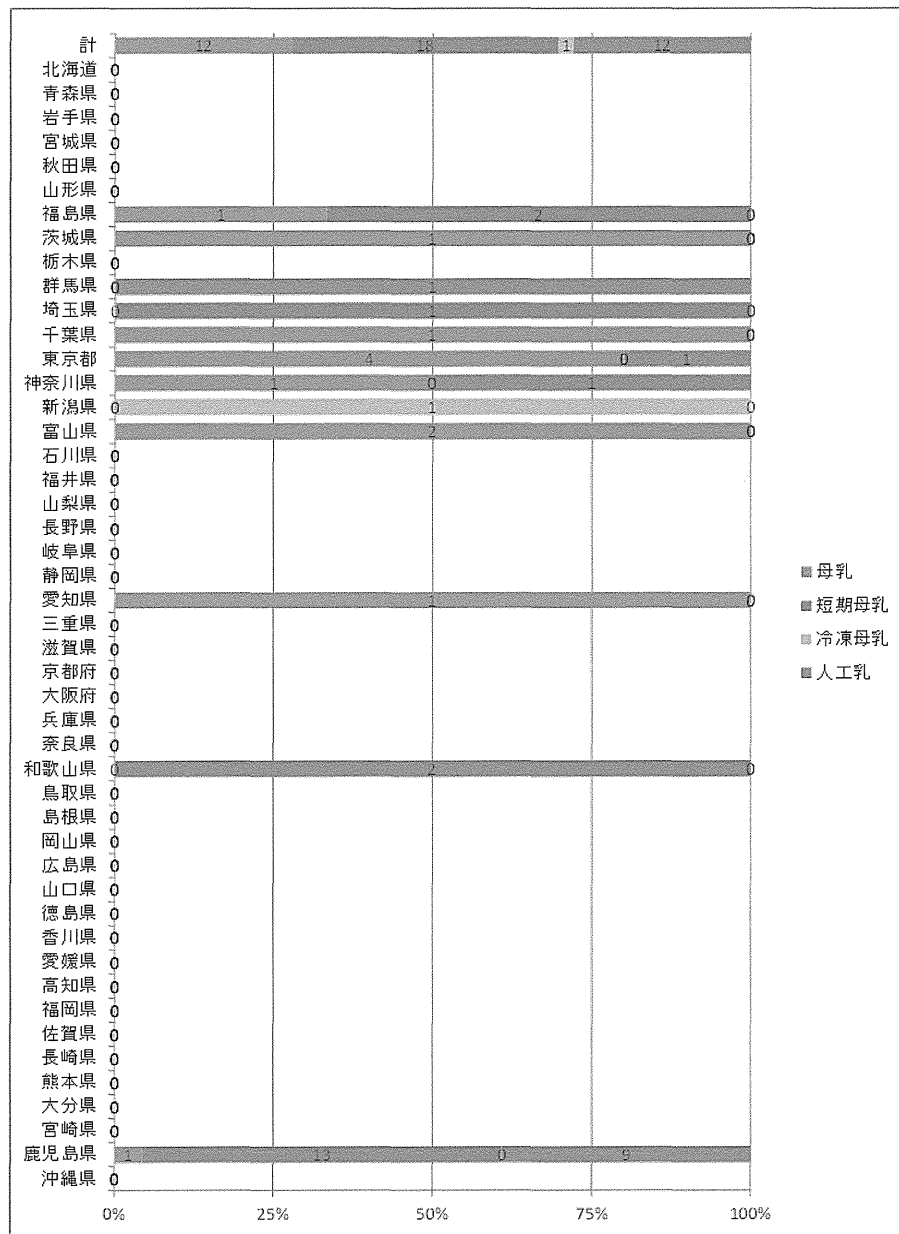 計 12 18 1 12
北海道 0
青森県 0
岩手県 0
宮城県 0
秋田県 0
山形県 0
福島県 1 2 0
茨城県 1 0
栃木県 0
群馬県 0 1
埼玉県 0 1 0
千葉県 1 0
東京都 4 0 1
神奈川県 1 0 1
新潟県 0 1 0
富山県 2 0
石川県 0
福井県 0
山梨県 0
長野県 0
岐阜県 0
静岡県 0
愛知県 1 0
三重県 0
滋賀県 0
京都府 0
大阪府 0
兵庫県 0
奈良県 0
和歌山県 0 2 0
鳥取県 0
島根県 0
岡山県 0
広島県 0
山口県 0
徳島県 0
香川県 0
愛媛県 0
高知県 0
福岡県 0
佐賀県 0
長崎県 0
熊本県 0
大分県 0
宮崎県 0
鹿児島県 1 13 0 9
沖縄県 0
0% 25% 50% 75% 100%
母乳
短期母乳
冷凍母乳
人工乳